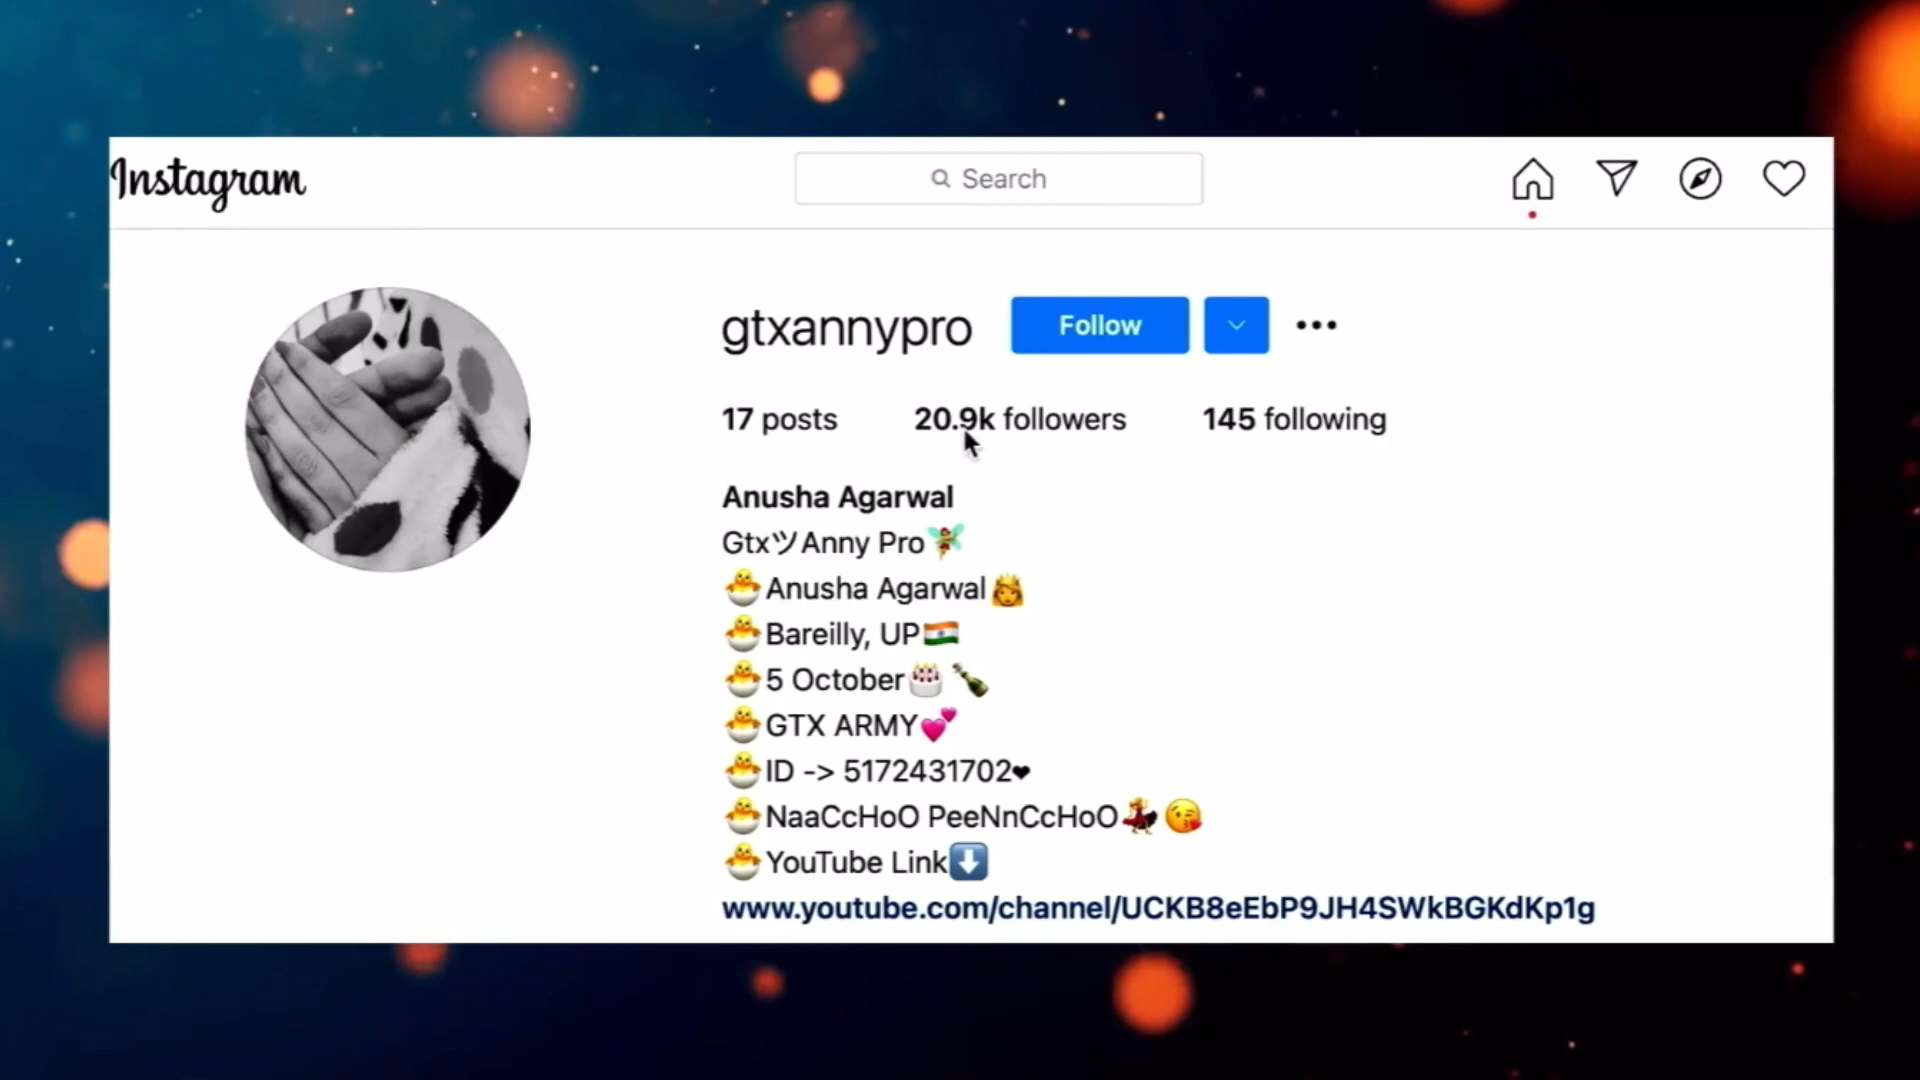 Instagram
Search
gtxannypro Follow
17 posts 20.9k followers 145 following
Anusha Agarwal
GtxツAnny Pro🧚
🐣Anusha Agarwal👸
🐣Bareilly, UP🇮🇳
🐣5 October🎂🍾
🐣GTX ARMY💕
🐣ID -> 5172431702❤
🐣NaaCcHoO PeeNnCcHoO💃😘
🐣YouTube Link⬇️
www.youtube.com/channel/UCKB8eEbP9JH4SWkBGKdKp1g